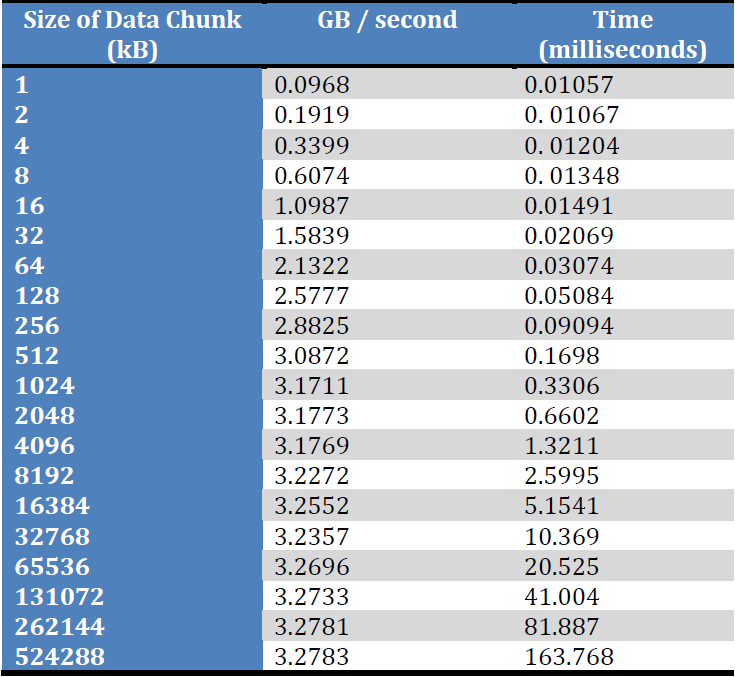 Size of Data Chunk (kB) GB / second Time (milliseconds)
1 0.0968 0.01057
2 0.1919 0. 01067
4 0.3399 0. 01204
8 0.6074 0. 01348
16 1.0987 0.01491
32 1.5839 0.02069
64 2.1322 0.03074
128 2.5777 0.05084
256 2.8825 0.09094
512 3.0872 0.1698
1024 3.1711 0.3306
2048 3.1773 0.6602
4096 3.1769 1.3211
8192 3.2272 2.5995
16384 3.2552 5.1541
32768 3.2357 10.369
65536 3.2696 20.525
131072 3.2733 41.004
262144 3.2781 81.887
524288 3.2783 163.768